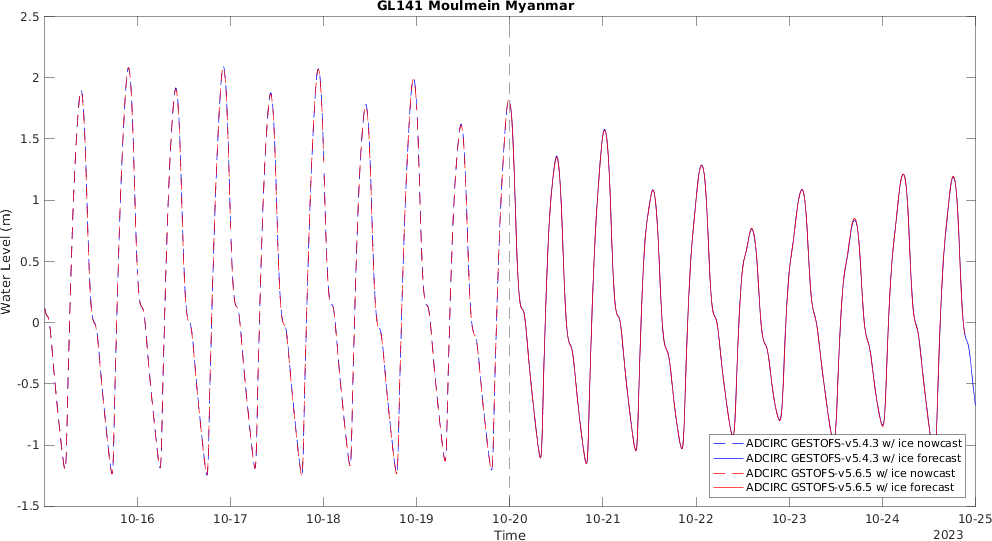 GL141 Moulmein Myanmar
2.5
2
1.5
1
0.5
0
-0.5
-1
-1.5
Water Level (m)
ADCIRC GESTOFS-v5.4.3 w/ ice nowcast
ADCIRC GESTOFS-v5.4.3 w/ ice forecast
ADCIRC GSTOFS-v5.6.5 w/ ice nowcast
ADCIRC GSTOFS-v5.6.5 w/ ice forecast
10-16 10-17 10-18 10-19 10-20 10-21 10-22 10-23 10-24 10-25
Time
2023